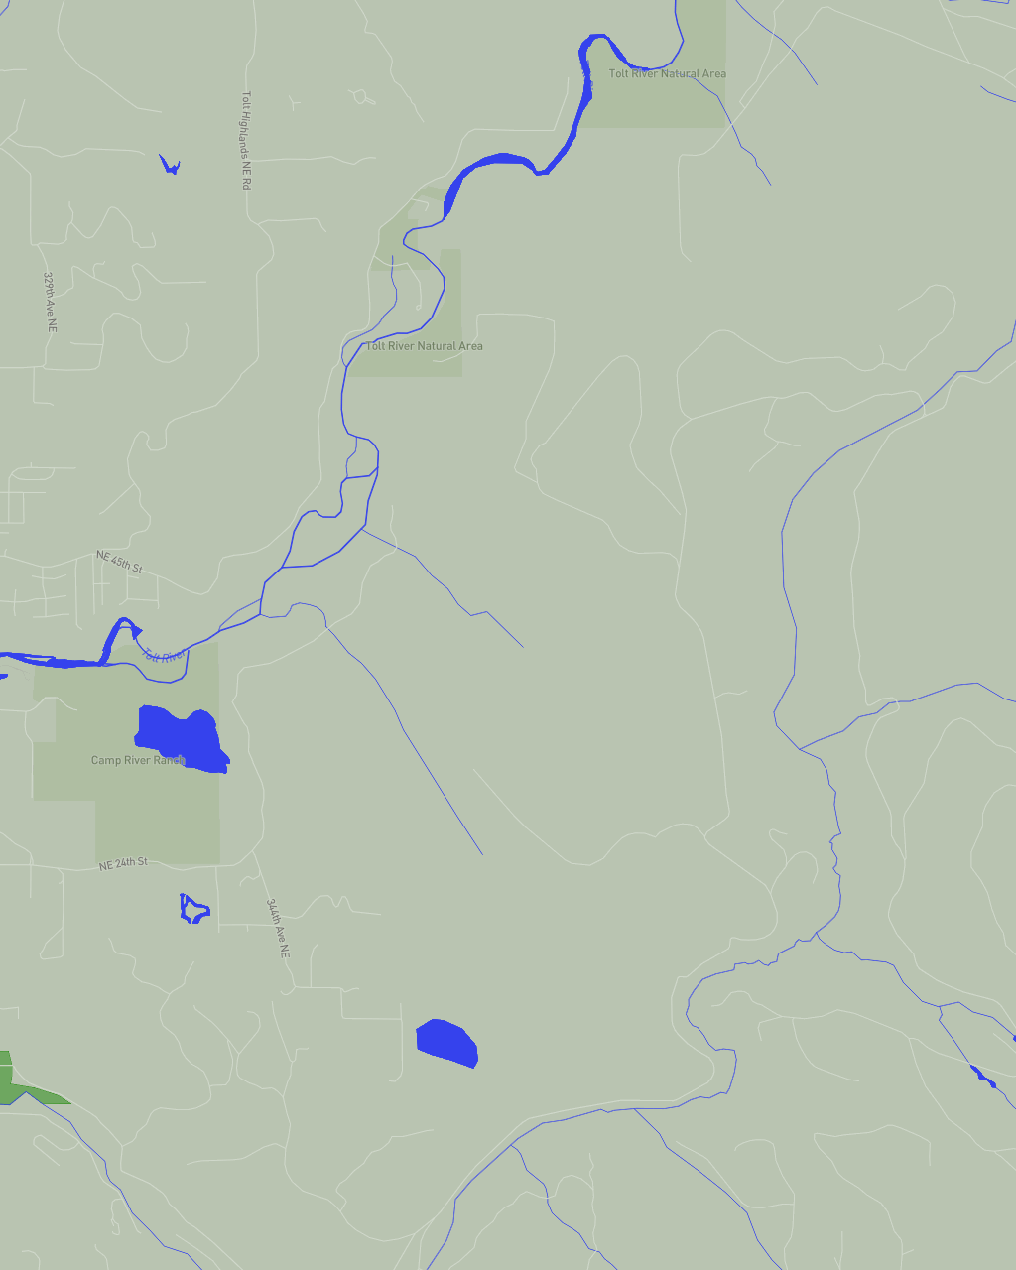 Tolt River Natural Area
Tolt Highlands NE Rd
329th Ave NE
Tolt River Natural Area
NE 45th St
Tolt River
Camp River Ranch
NE 24th St
344th Ave NE